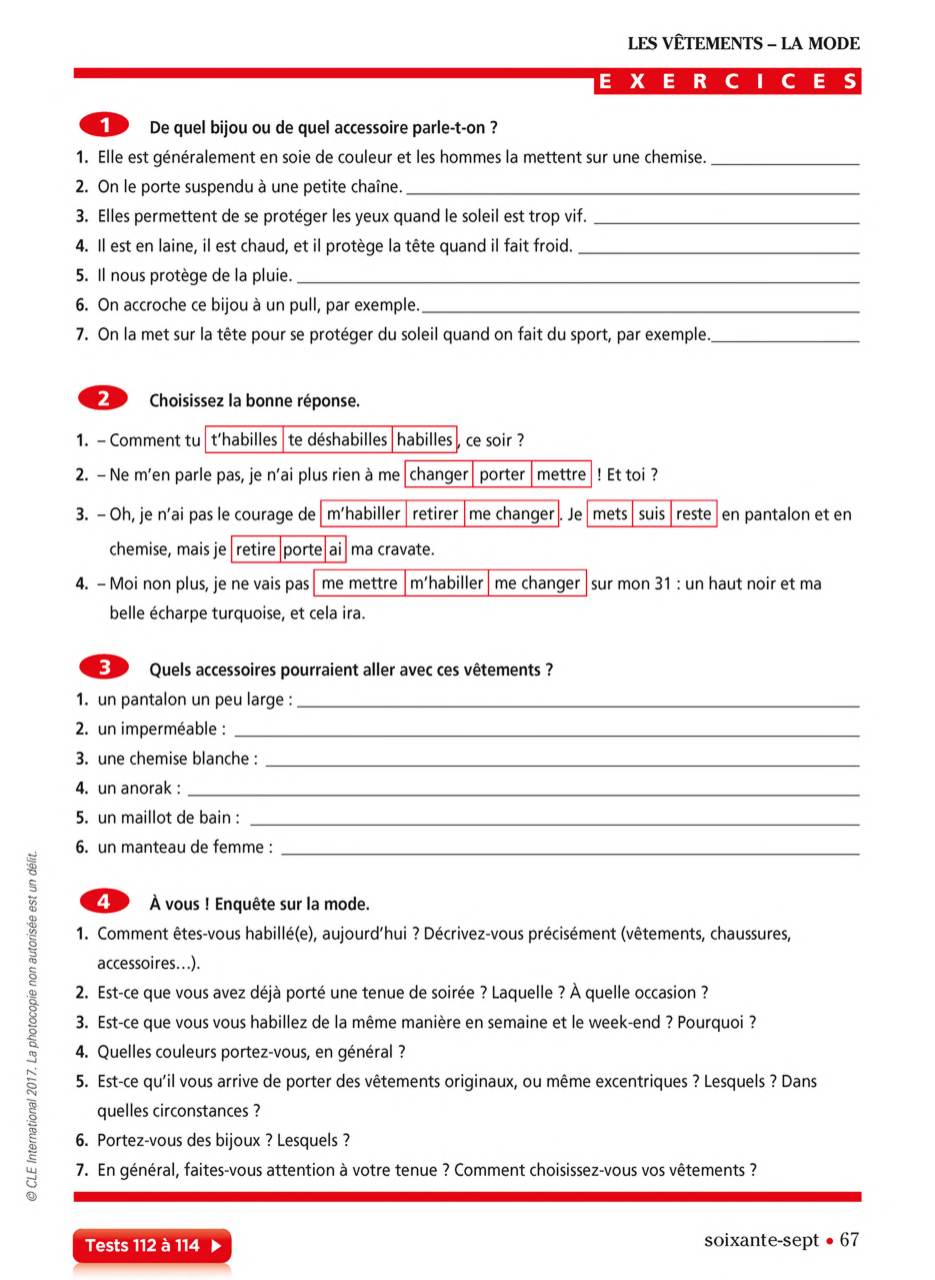 LES VÊTEMENTS – LA MODE
EXERCICES
1 De quel bijou ou de quel accessoire parle-t-on ?
1. Elle est généralement en soie de couleur et les hommes la mettent sur une chemise.
2. On le porte suspendu à une petite chaîne.
3. Elles permettent de se protéger les yeux quand le soleil est trop vif.
4. Il est en laine, il est chaud, et il protège la tête quand il fait froid.
5. Il nous protège de la pluie.
6. On accroche ce bijou à un pull, par exemple.
7. On la met sur la tête pour se protéger du soleil quand on fait du sport, par exemple.
2 Choisissez la bonne réponse.
1. – Comment tu t'habilles te déshabilles habilles, ce soir ?
2. – Ne m'en parle pas, je n'ai plus rien à me changer porter mettre ! Et toi ?
3. – Oh, je n'ai pas le courage de m'habiller retirer me changer. Je mets suis reste en pantalon et en
chemise, mais je retire porte ai ma cravate.
4. – Moi non plus, je ne vais pas me mettre m'habiller me changer sur mon 31 : un haut noir et ma
belle écharpe turquoise, et cela ira.
3 Quels accessoires pourraient aller avec ces vêtements ?
1. un pantalon un peu large :
2. un imperméable :
3. une chemise blanche :
4. un anorak :
5. un maillot de bain :
6. un manteau de femme :
4 À vous ! Enquête sur la mode.
1. Comment êtes-vous habillé(e), aujourd'hui ? Décrivez-vous précisément (vêtements, chaussures,
accessoires…).
2. Est-ce que vous avez déjà porté une tenue de soirée ? Laquelle ? À quelle occasion ?
3. Est-ce que vous vous habillez de la même manière en semaine et le week-end ? Pourquoi ?
4. Quelles couleurs portez-vous, en général ?
5. Est-ce qu'il vous arrive de porter des vêtements originaux, ou même excentriques ? Lesquels ? Dans
quelles circonstances ?
6. Portez-vous des bijoux ? Lesquels ?
7. En général, faites-vous attention à votre tenue ? Comment choisissez-vous vos vêtements ?
© CLE International 2017. La photocopie non autorisée est un délit.
Tests 112 à 114
soixante-sept • 67